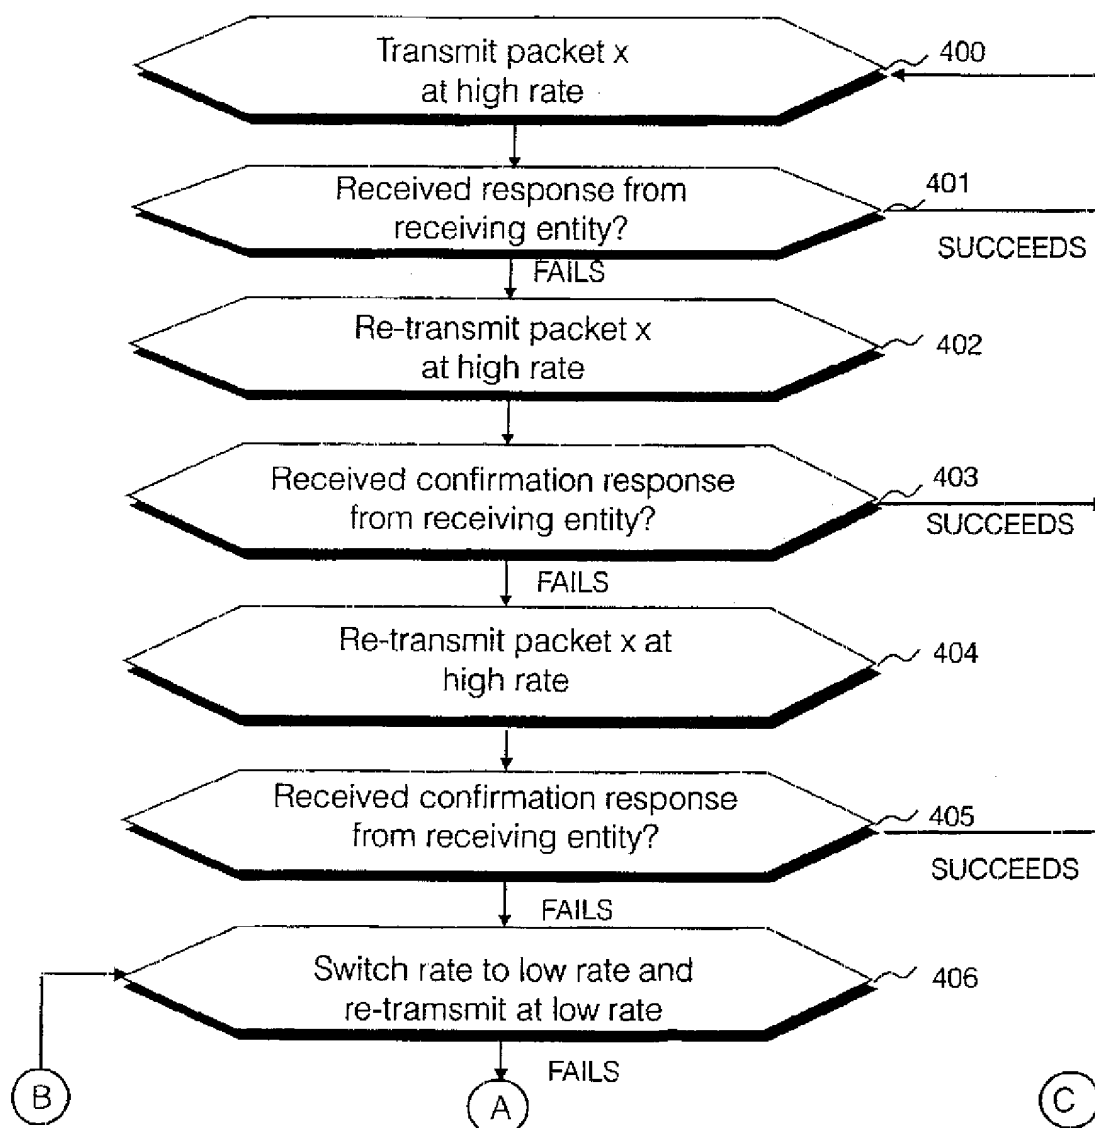 Transmit packet x
at high rate
400
Received response from
receiving entity?
401
SUCCEEDS
FAILS
Re-transmit packet x
at high rate
402
Received confirmation response
from receiving entity?
403
SUCCEEDS
FAILS
Re-transmit packet x at
high rate
404
Received confirmation response
from receiving entity?
405
SUCCEEDS
FAILS
Switch rate to low rate and
re-tramsmit at low rate
406
FAILS
B
A
C